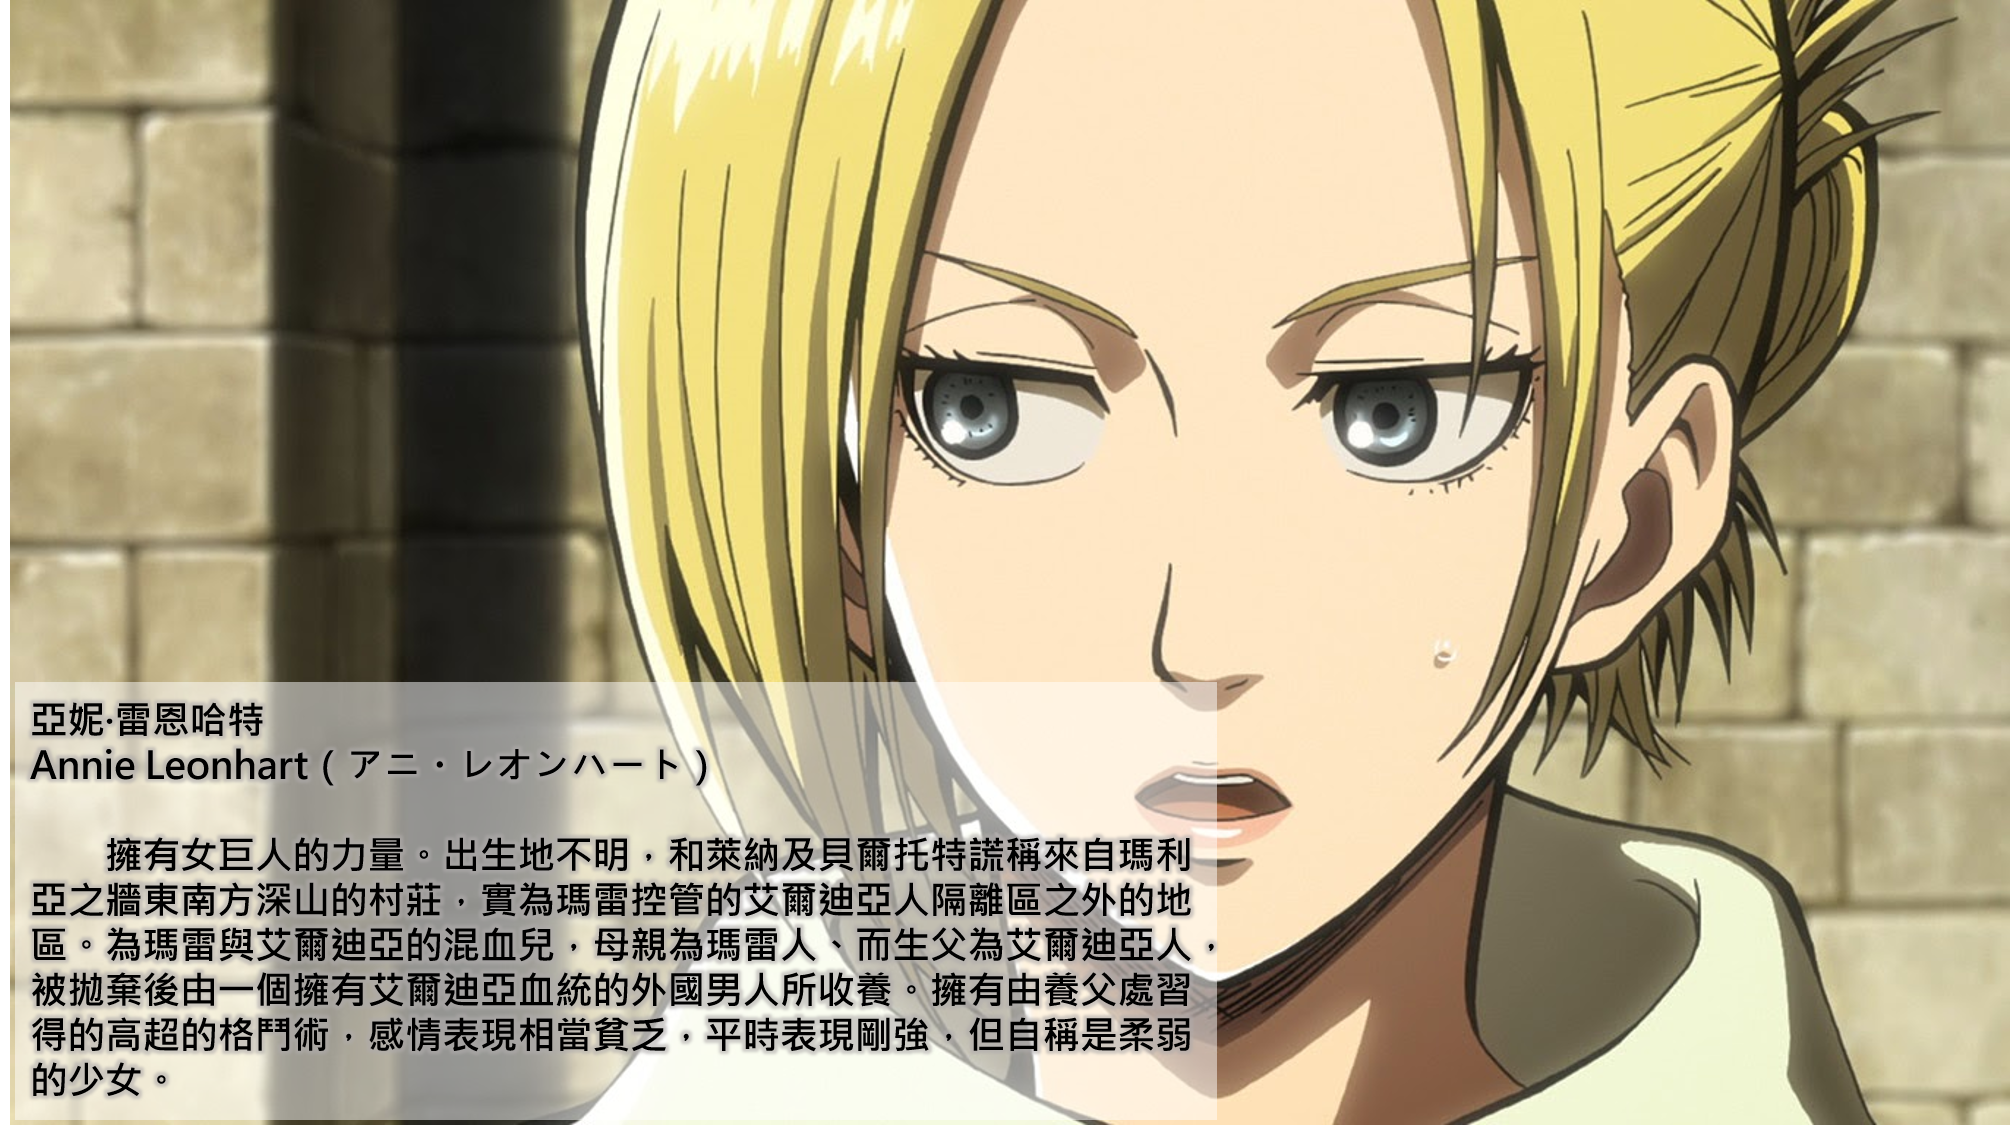 亞妮·雷恩哈特
Annie Leonhart（アニ・レオンハート）
擁有女巨人的力量。出生地不明，和萊納及貝爾托特謊稱來自瑪利
亞之牆東南方深山的村莊，實為瑪雷控管的艾爾迪亞人隔離區之外的地
區。為瑪雷與艾爾迪亞的混血兒，母親為瑪雷人、而生父為艾爾迪亞人，
被拋棄後由一個擁有艾爾迪亞血統的外國男人所收養。擁有由養父處習
得的高超的格鬥術，感情表現相當貧乏，平時表現剛強，但自稱是柔弱
的少女。